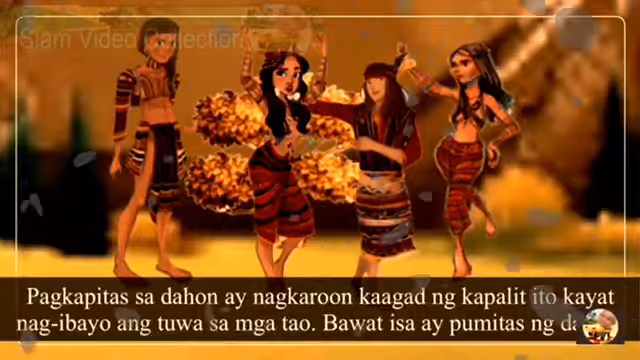 Siam Video Collection
Pagkapitas sa dahon ay nagkaroon kaagad ng kapalit ito kayat
nag-ibayo ang tuwa sa mga tao. Bawat isa ay pumitas ng